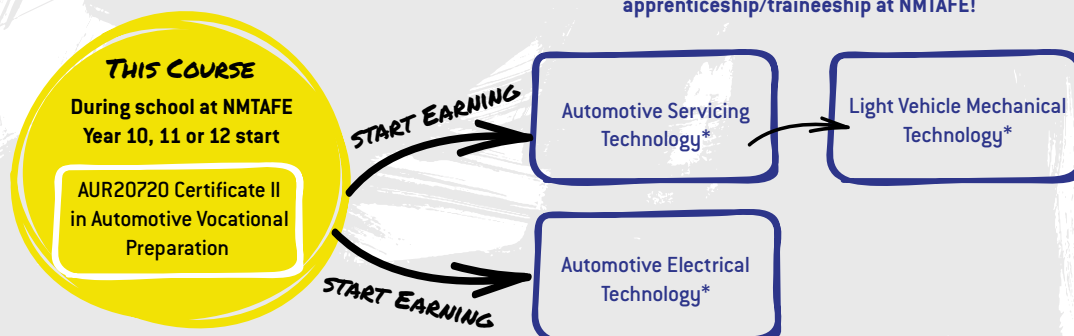 apprenticeship/traineeship at NMTAFE!
THIS COURSE
During school at NMTAFE
Year 10, 11 or 12 start
AUR20720 Certificate II
in Automotive Vocational
Preparation
START EARNING
Automotive Servicing
Technology*
Light Vehicle Mechanical
Technology*
START EARNING
Automotive Electrical
Technology*